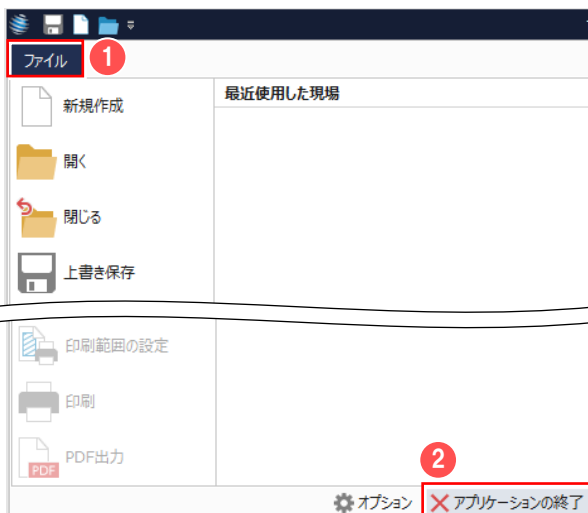 ファイル
1
新規作成
最近使用した現場
開く
閉じる
上書き保存
印刷範囲の設定
印刷
PDF
PDF出力
2
オプション
アプリケーションの終了